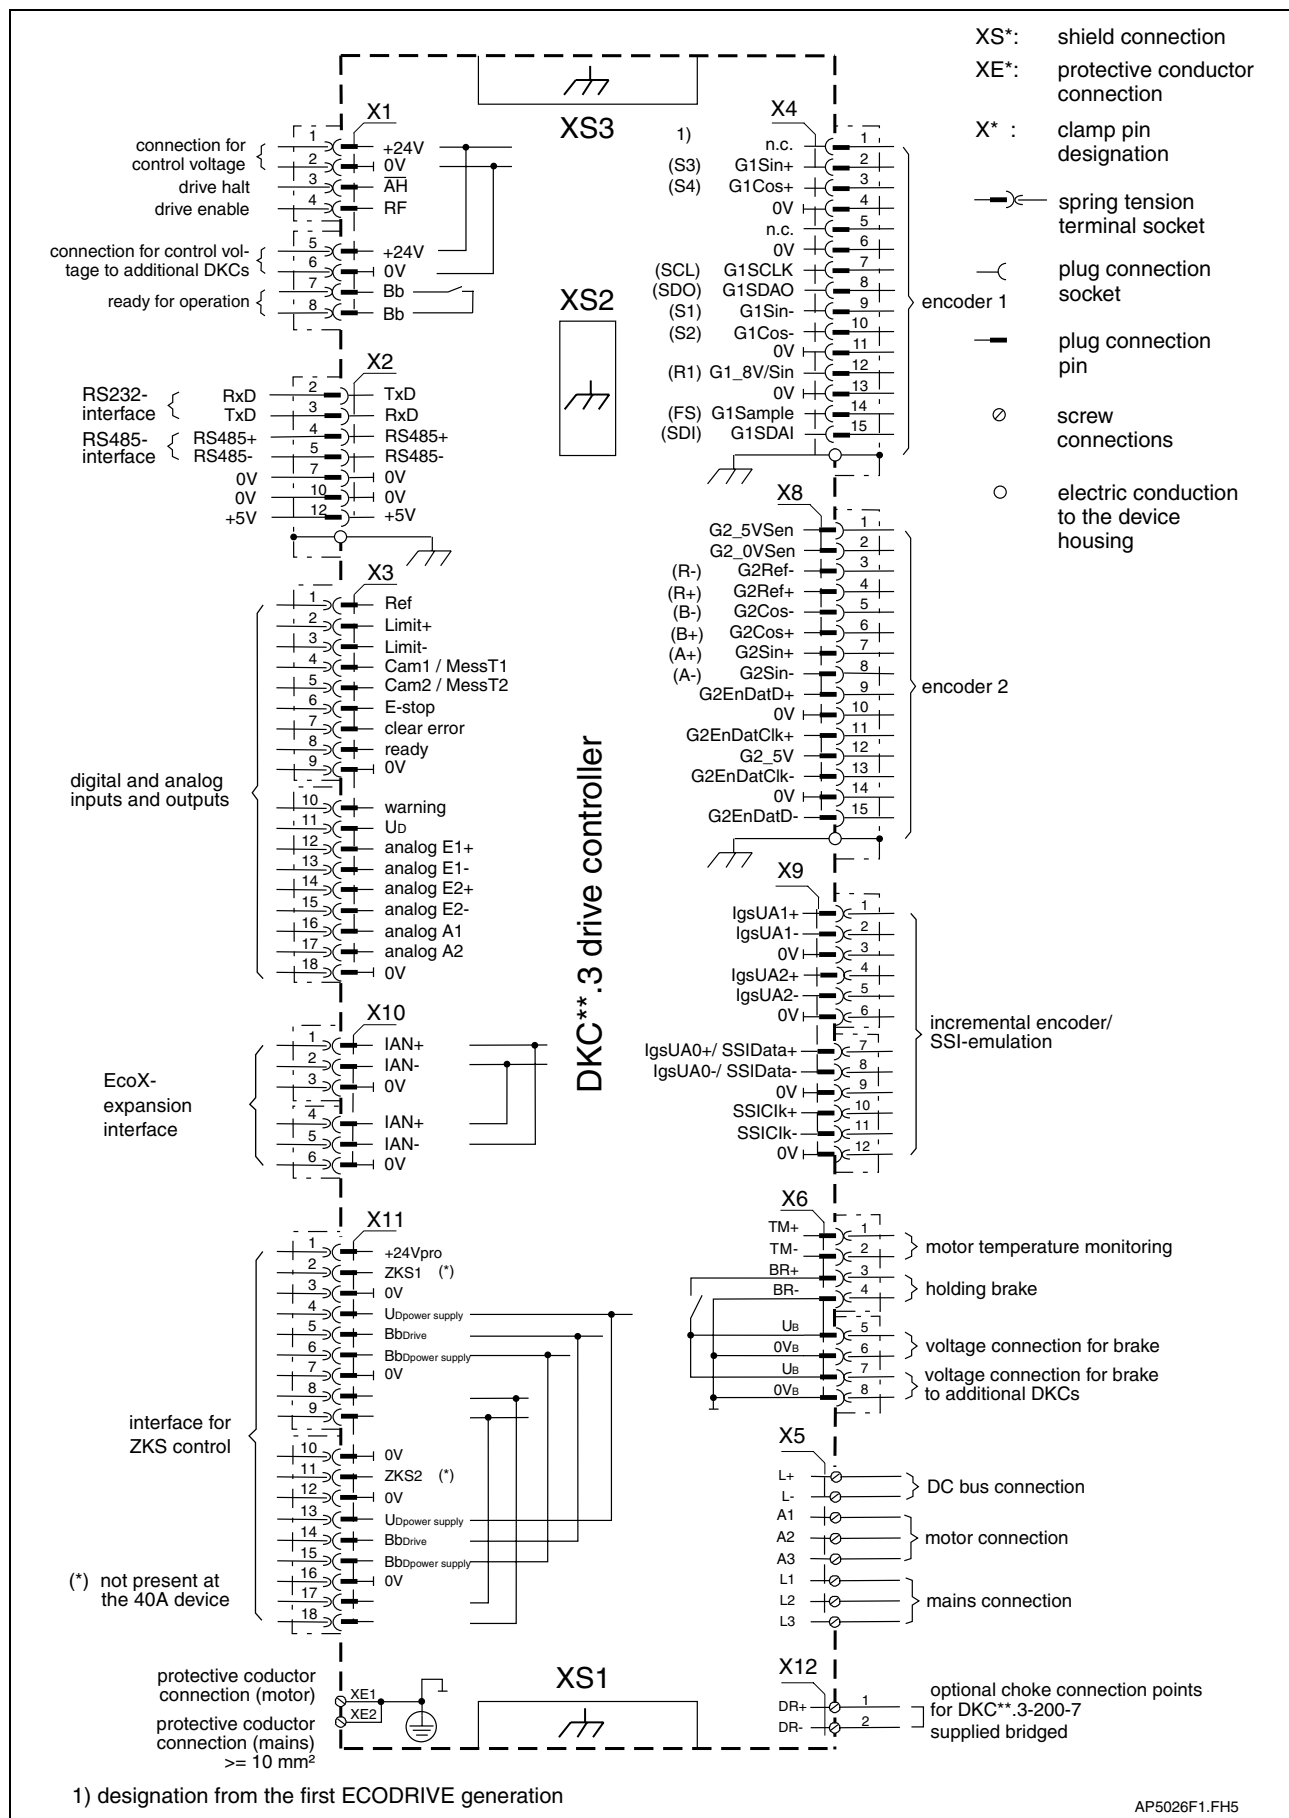 XS*: shield connection
XE*: protective conductor
connection
X* : clamp pin
designation
spring tension
terminal socket
plug connection
socket
plug connection
pin
screw
connections
electric conduction
to the device
housing
XS3
XS2
DKC**.3 drive controller
XS1
X1
connection for
control voltage
1 +24V
2 0V
drive halt 3 AH
drive enable 4 RF
connection for control vol-
tage to additional DKCs
5 +24V
6 0V
ready for operation
7 Bb
8 Bb
X2
RS232-
interface
RxD 2 TxD
TxD 3 RxD
RS485-
interface
RS485+ 4 RS485+
RS485- 5 RS485-
0V 7 0V
0V 10 0V
+5V 12 +5V
X3
digital and analog
inputs and outputs
1 Ref
2 Limit+
3 Limit-
4 Cam1 / MessT1
5 Cam2 / MessT2
6 E-stop
7 clear error
8 ready
9 0V
10 warning
11 UD
12 analog E1+
13 analog E1-
14 analog E2+
15 analog E2-
16 analog A1
17 analog A2
18 0V
X10
EcoX-
expansion
interface
1 IAN+
2 IAN-
3 0V
4 IAN+
5 IAN-
6 0V
X11
interface for
ZKS control
1 +24Vpro
2 ZKS1 (*)
3 0V
4 UDpower supply
5 BbDrive
6 BbDpower supply
7 0V
8
9
10 0V
11 ZKS2 (*)
12 0V
13 UDpower supply
14 BbDrive
15 BbDpower supply
16 0V
17
18
(*) not present at
the 40A device
protective coductor
connection (motor)
XE1
XE2
protective coductor
connection (mains)
>= 10 mm²
X4
1) n.c. 1
(S3) G1Sin+ 2
(S4) G1Cos+ 3
0V 4
n.c. 5
0V 6
(SCL) G1SCLK 7
(SDO) G1SDAO 8
(S1) G1Sin- 9
(S2) G1Cos- 10
0V 11
(R1) G1_8V/Sin 12
0V 13
(FS) G1Sample 14
(SDI) G1SDAI 15
encoder 1
X8
G2_5VSen 1
G2_0VSen 2
(R-) G2Ref- 3
(R+) G2Ref+ 4
(B-) G2Cos- 5
(B+) G2Cos+ 6
(A+) G2Sin+ 7
(A-) G2Sin- 8
G2EnDatD+ 9
0V 10
G2EnDatClk+ 11
G2_5V 12
G2EnDatClk- 13
0V 14
G2EnDatD- 15
encoder 2
X9
IgsUA1+ 1
IgsUA1- 2
0V 3
IgsUA2+ 4
IgsUA2- 5
0V 6
IgsUA0+/ SSIData+ 7
IgsUA0-/ SSIData- 8
0V 9
SSIClk+ 10
SSIClk- 11
0V 12
incremental encoder/
SSI-emulation
X6
TM+ 1
TM- 2
motor temperature monitoring
BR+ 3
BR- 4
holding brake
UB 5
0VB 6
voltage connection for brake
UB 7
0VB 8
voltage connection for brake
to additional DKCs
X5
L+
L-
DC bus connection
A1
A2
A3
motor connection
L1
L2
L3
mains connection
X12
DR+ 1
DR- 2
optional choke connection points
for DKC**.3-200-7
supplied bridged
1) designation from the first ECODRIVE generation
AP5026F1.FH5